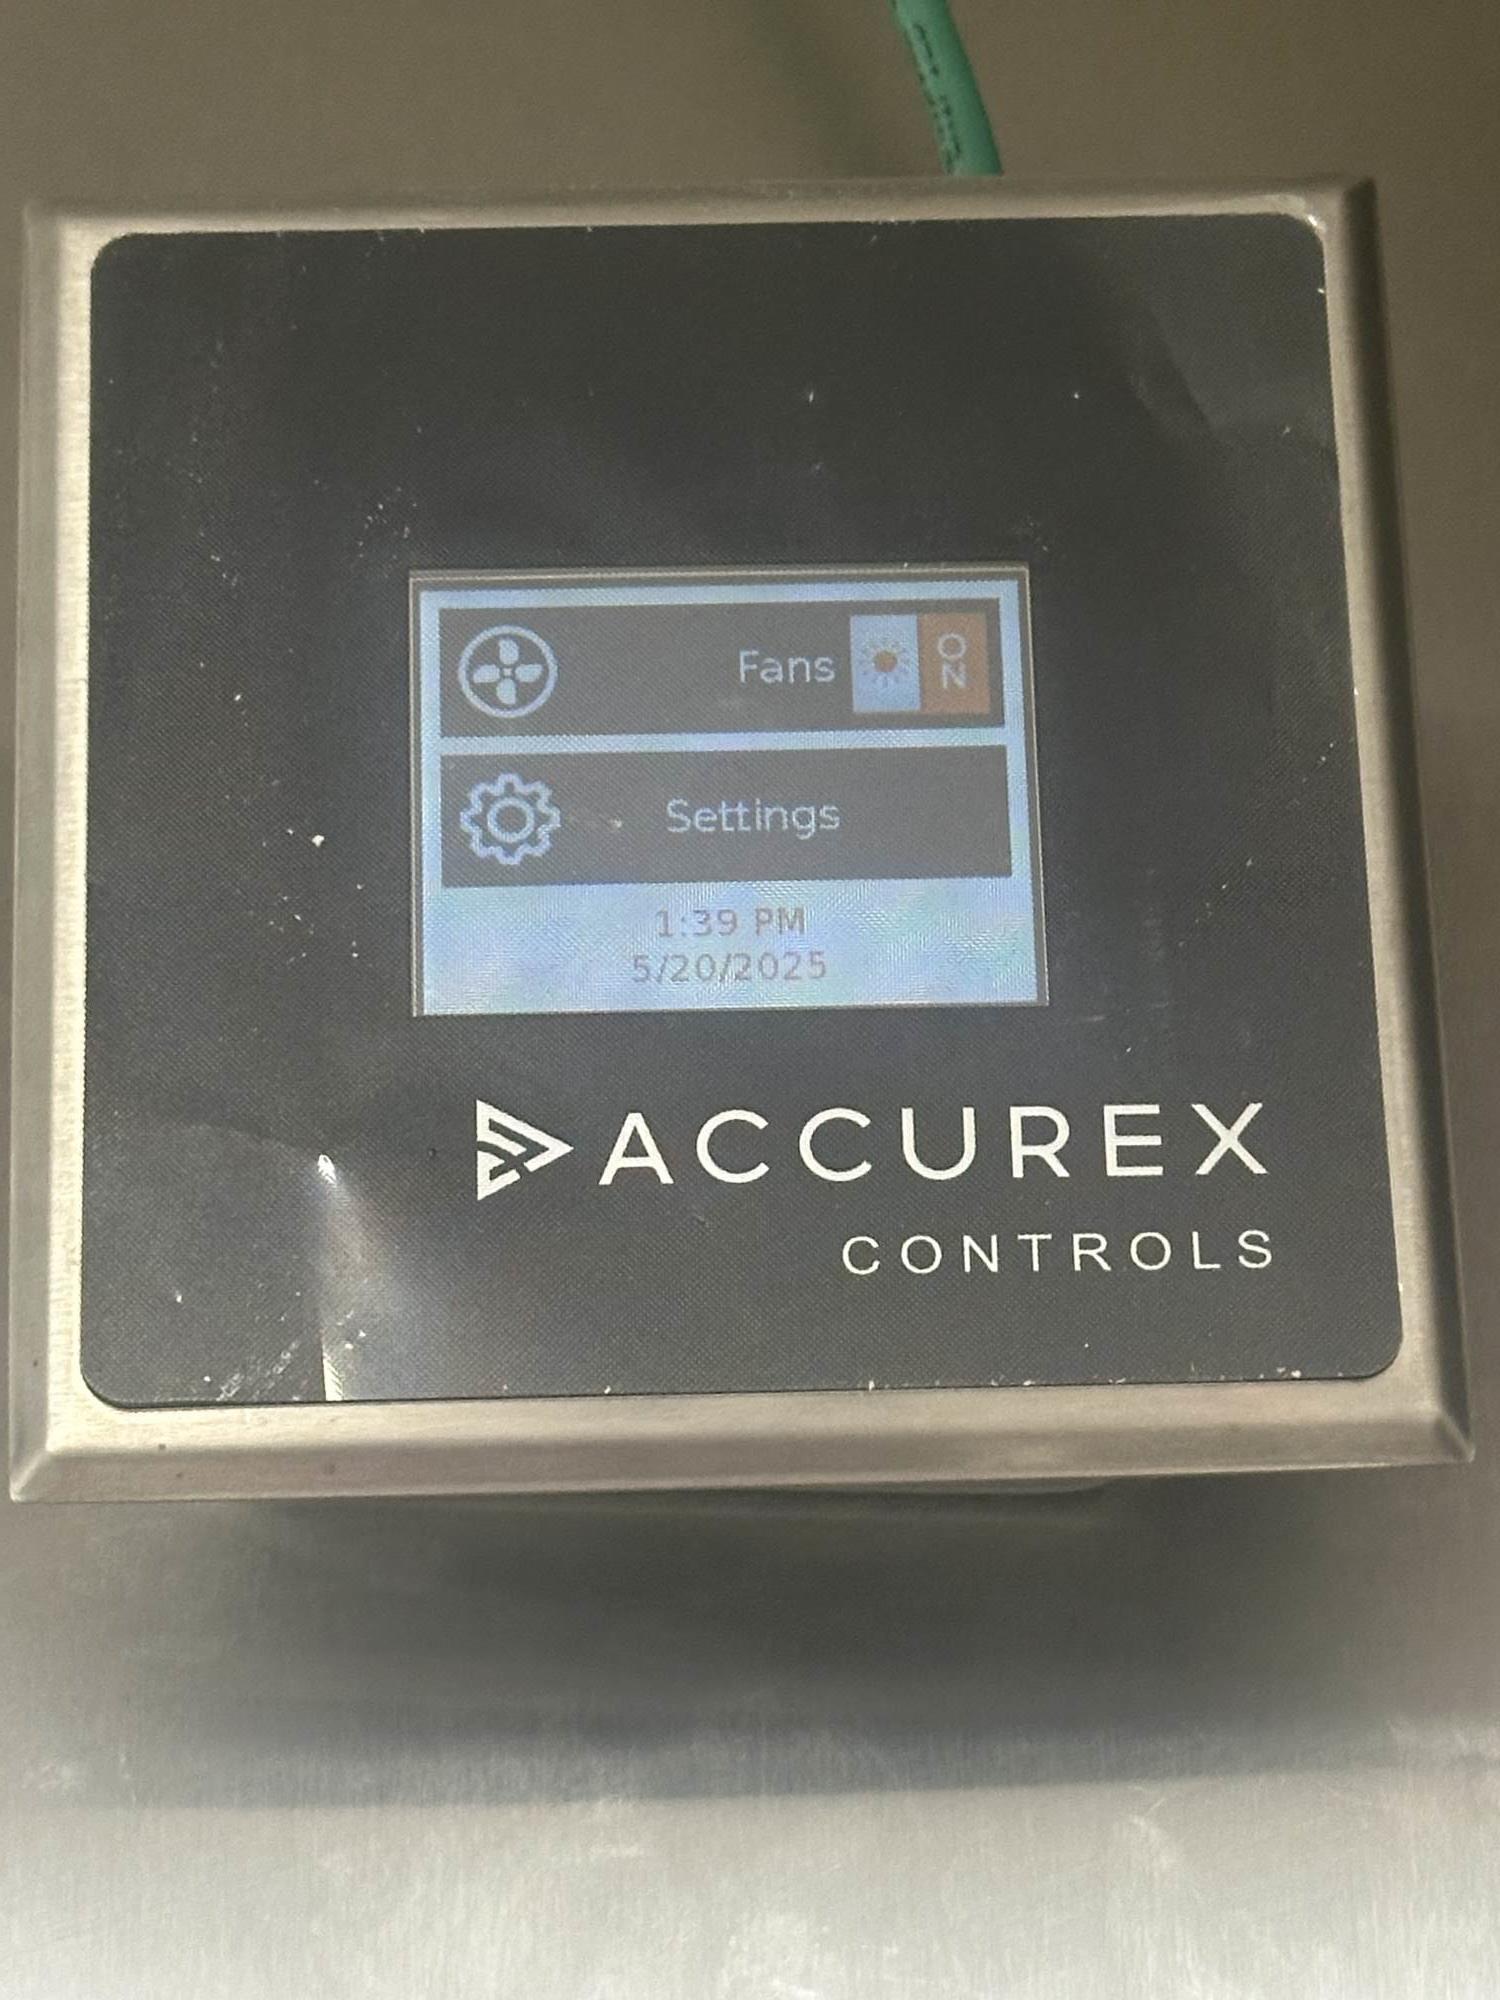 Fans ON
Settings
1:39 PM
5/20/2025
ACCUREX
CONTROLS